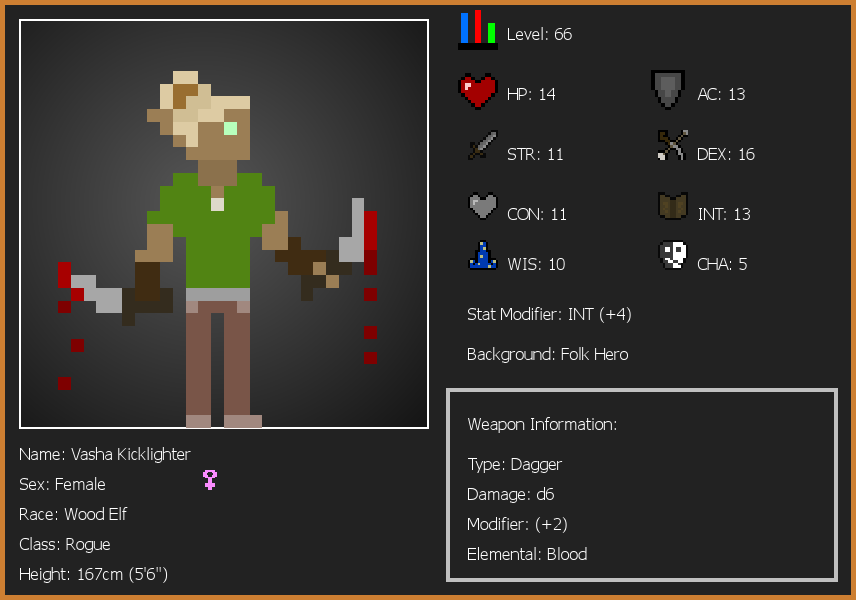 Level: 66
HP: 14
AC: 13
STR: 11
DEX: 16
CON: 11
INT: 13
WIS: 10
CHA: 5
Stat Modifier: INT (+4)
Background: Folk Hero
Weapon Information:
Type: Dagger
Damage: d6
Modifier: (+2)
Elemental: Blood
Name: Vasha Kicklighter
Sex: Female
Race: Wood Elf
Class: Rogue
Height: 167cm (5'6")